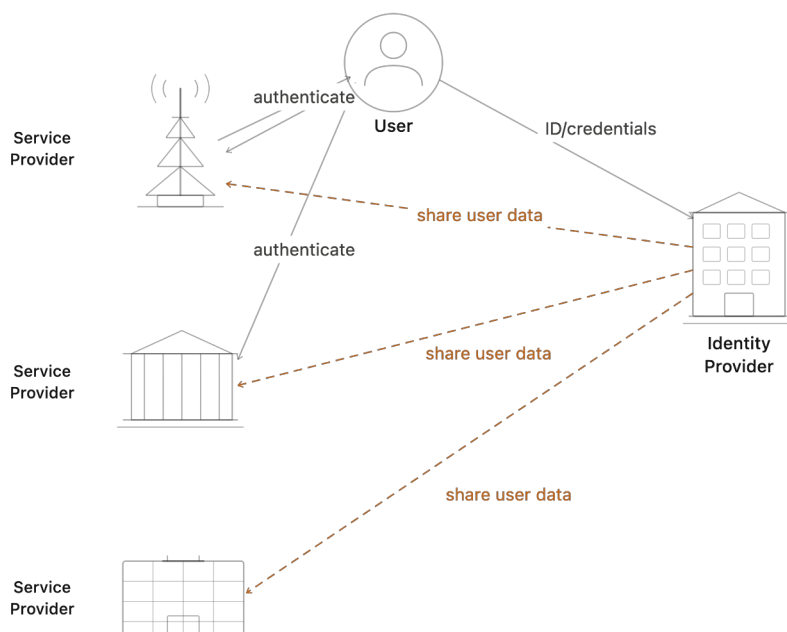 authenticate
User
ID/credentials
Service
Provider
share user data
authenticate
Identity
Provider
share user data
Service
Provider
share user data
Service
Provider